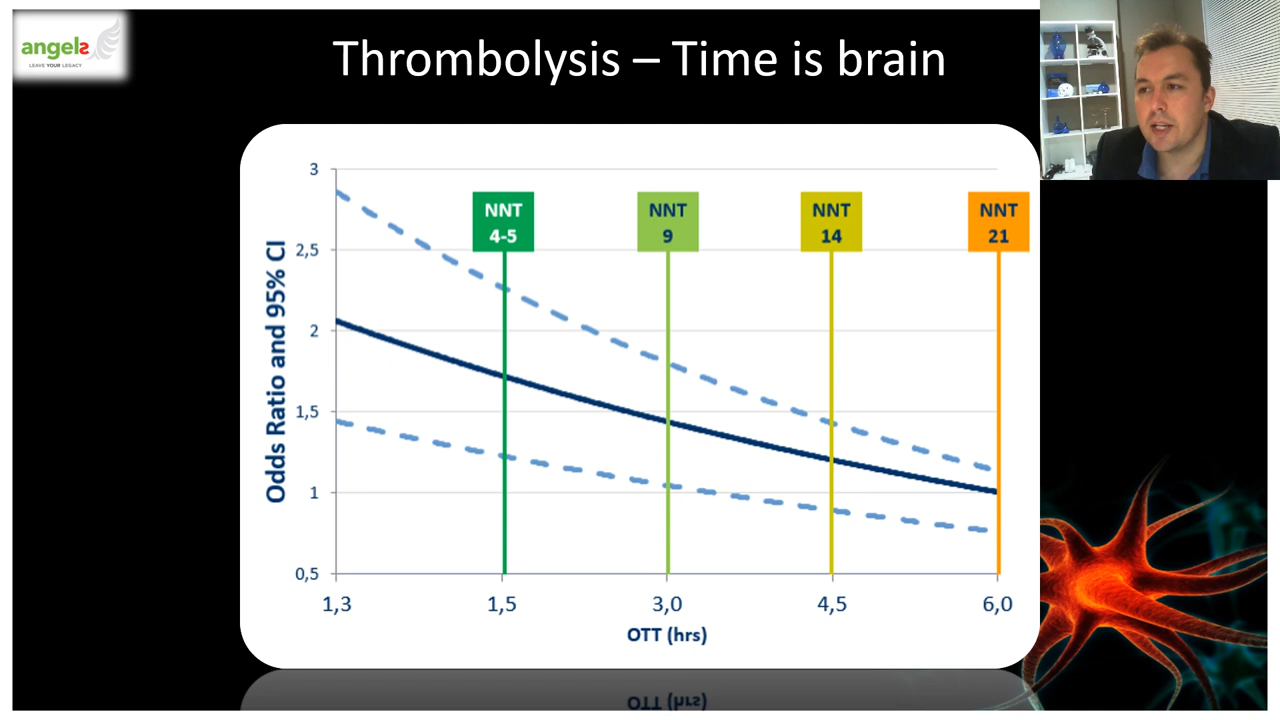 angels
LEAVE YOUR LEGACY
Thrombolysis – Time is brain
Odds Ratio and 95% CI
3
2,5
2
1,5
1
0,5
NNT
4-5
NNT
9
NNT
14
NNT
21
1,3
1,5
3,0
4,5
6,0
OTT (hrs)
OTT (hrs)